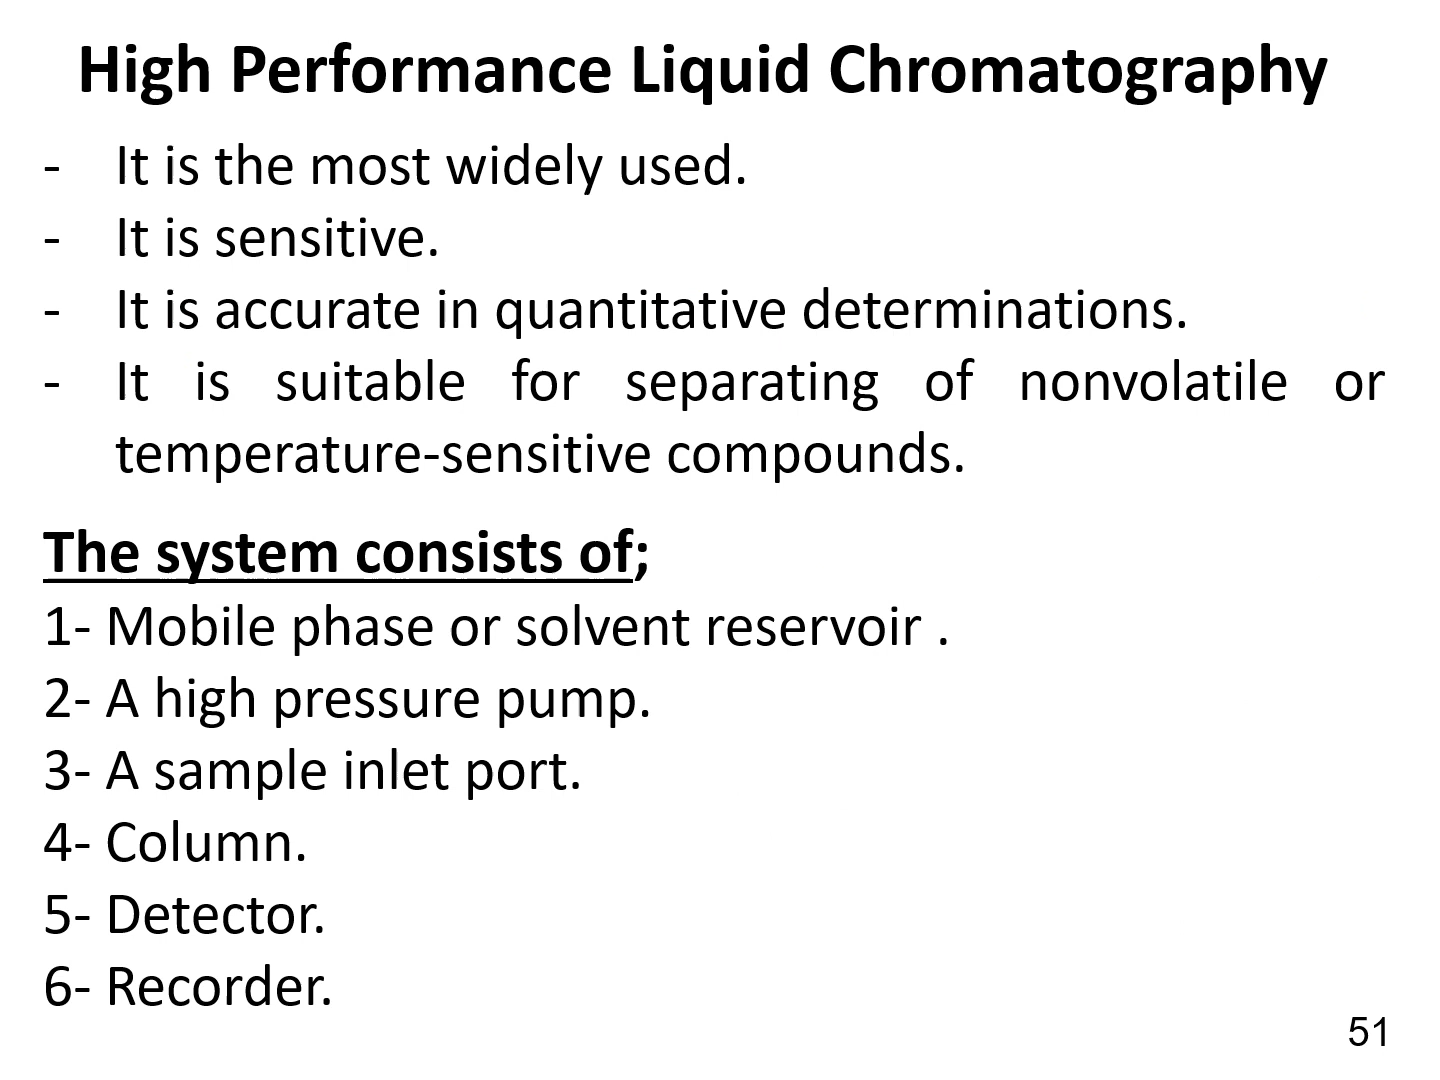 High Performance Liquid Chromatography
- It is the most widely used.
- It is sensitive.
- It is accurate in quantitative determinations.
- It is suitable for separating of nonvolatile or
temperature-sensitive compounds.
The system consists of;
1- Mobile phase or solvent reservoir .
2- A high pressure pump.
3- A sample inlet port.
4- Column.
5- Detector.
6- Recorder.
51